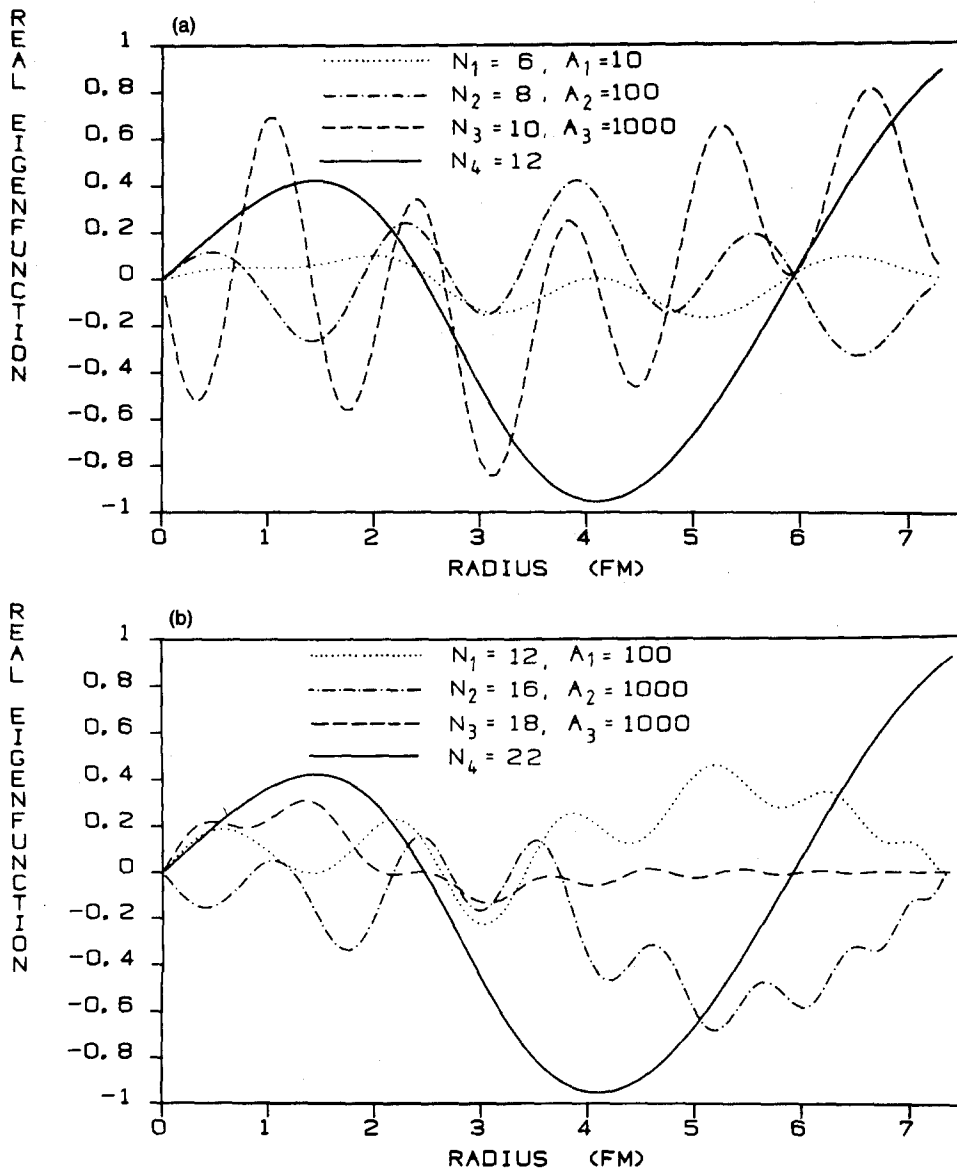 (a)
REAL EIGENFUNCTION
1
0.8
0.6
0.4
0.2
0
-0.2
-0.4
-0.6
-0.8
-1
N1 = 6, A1=10
N2 = 8, A2=100
N3 = 10, A3=1000
N4 = 12
0 1 2 3 4 5 6 7
RADIUS (FM)
(b)
REAL EIGENFUNCTION
1
0.8
0.6
0.4
0.2
0
-0.2
-0.4
-0.6
-0.8
-1
N1 = 12, A1 = 100
N2 = 16, A2 = 1000
N3 = 18, A3 = 1000
N4 = 22
0 1 2 3 4 5 6 7
RADIUS (FM)